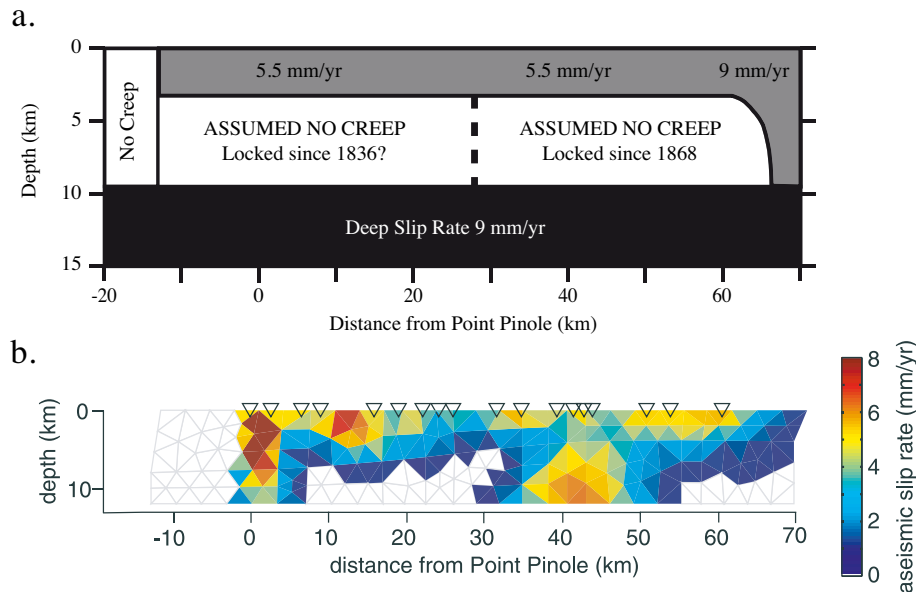 a.
0
5.5 mm/yr 5.5 mm/yr 9 mm/yr
No Creep
ASSUMED NO CREEP
Locked since 1836?
ASSUMED NO CREEP
Locked since 1868
5
Depth (km)
10
Deep Slip Rate 9 mm/yr
15
-20 0 20 40 60
Distance from Point Pinole (km)
b.
0
10
depth (km)
-10 0 10 20 30 40 50 60 70
distance from Point Pinole (km)
8
6
4
2
0
aseismic slip rate (mm/yr)